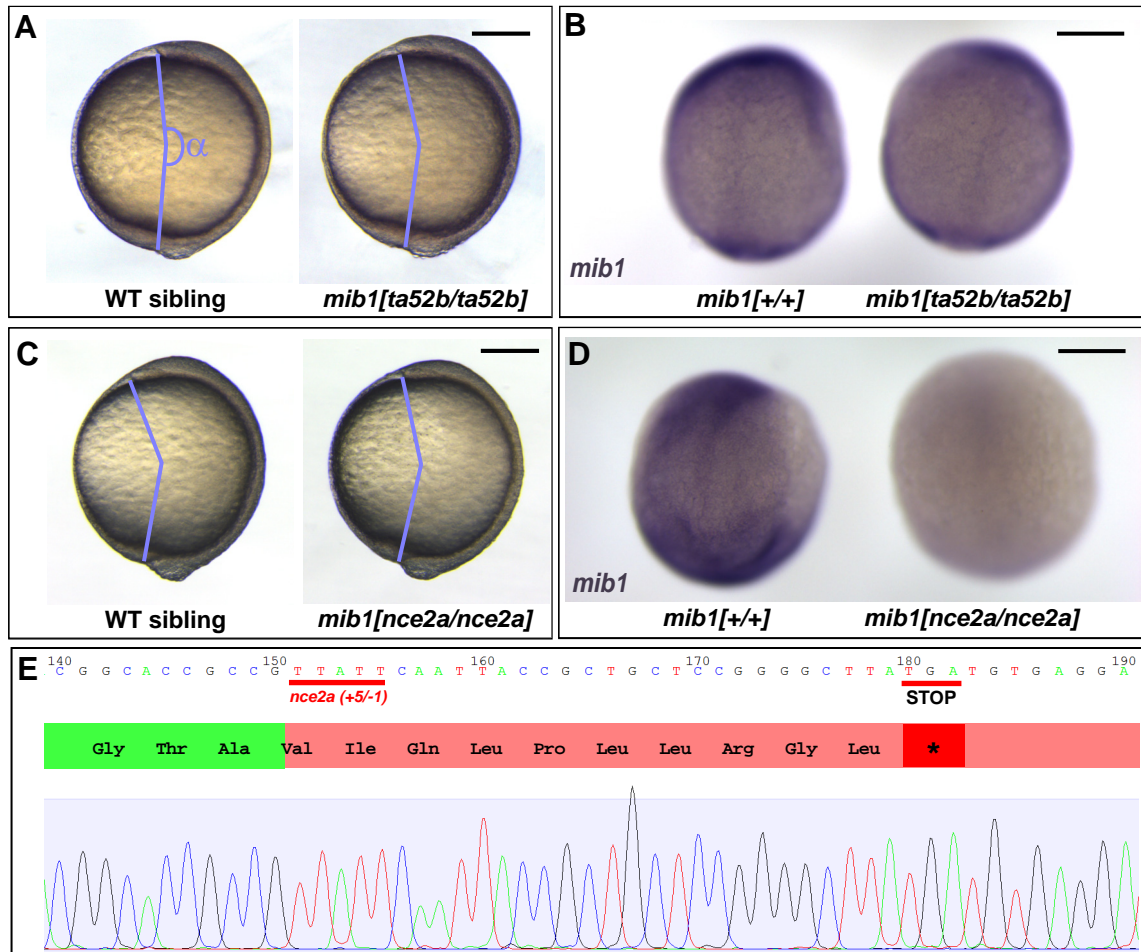 A
α
WT sibling
mib1[ta52b/ta52b]
B
mib1
mib1[+/+]
mib1[ta52b/ta52b]
C
WT sibling
mib1[nce2a/nce2a]
D
mib1
mib1[+/+]
mib1[nce2a/nce2a]
E
140 150 160 170 180 190
C G G C A C C G C C G T T A T T C A A T T A C C G C T G C T C C G G G G C T T A T G A T G T G A G G A
nce2a (+5/-1) STOP
Gly Thr Ala Val Ile Gln Leu Pro Leu Leu Arg Gly Leu *